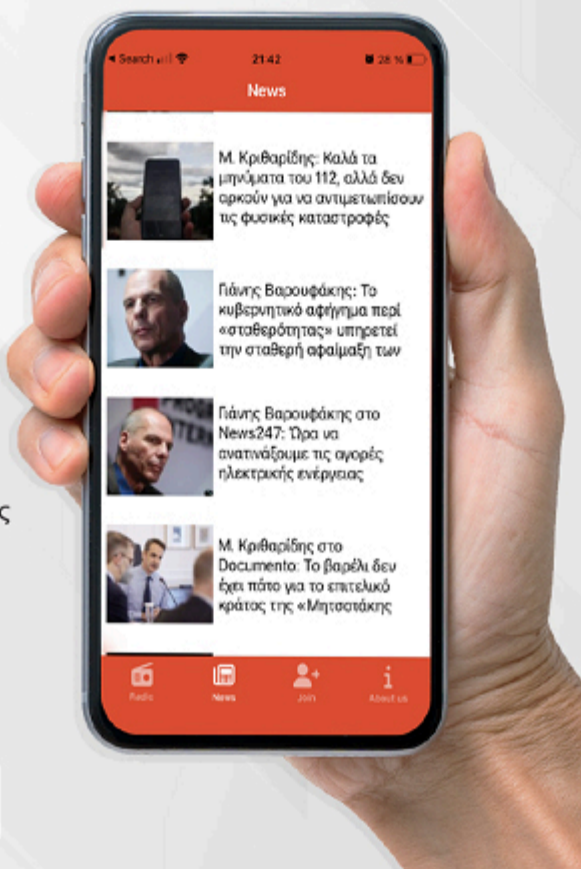 Search
21:42
28 %
News
Μ. Κριθαρίδης: Καλά τα
μηνύματα του 112, αλλά δεν
αρκούν για να αντιμετωπίσουν
τις φυσικές καταστροφές
Γιάνης Βαρουφάκης: Το
κυβερνητικό αφήγημα περί
«σταθερότητας» υπηρετεί
την σταθερή αφαίμαξη των
PROGR
TERN
Γιάνης Βαρουφάκης στο
News247: Ώρα να
ανατινάξουμε τις αγορές
ηλεκτρικής ενέργειας
ς
Μ. Κριθαρίδης στο
Documento: Το βαρέλι δεν
έχει πάτο για το επιτελικό
κράτος της «Μητσοτάκης
Radio
News
Join
About us